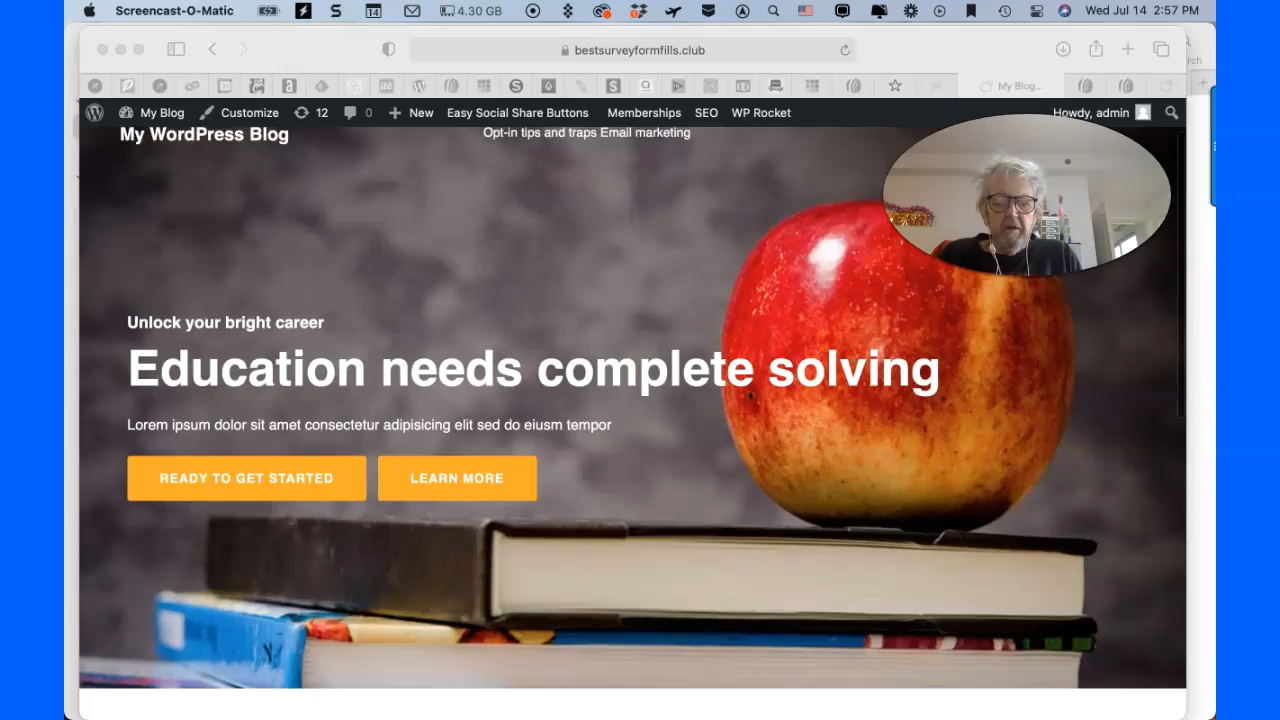 Screencast-O-Matic 4.30 GB 14 Wed Jul 14 2:57 PM
bestsurveyformfills.club
My Blog...
My Blog Customize 12 0 New Easy Social Share Buttons Memberships SEO WP Rocket Howdy, admin
My WordPress Blog
Opt-in tips and traps Email marketing
Unlock your bright career
Education needs complete solving
Lorem ipsum dolor sit amet consectetur adipisicing elit sed do eiusm tempor
READY TO GET STARTED LEARN MORE